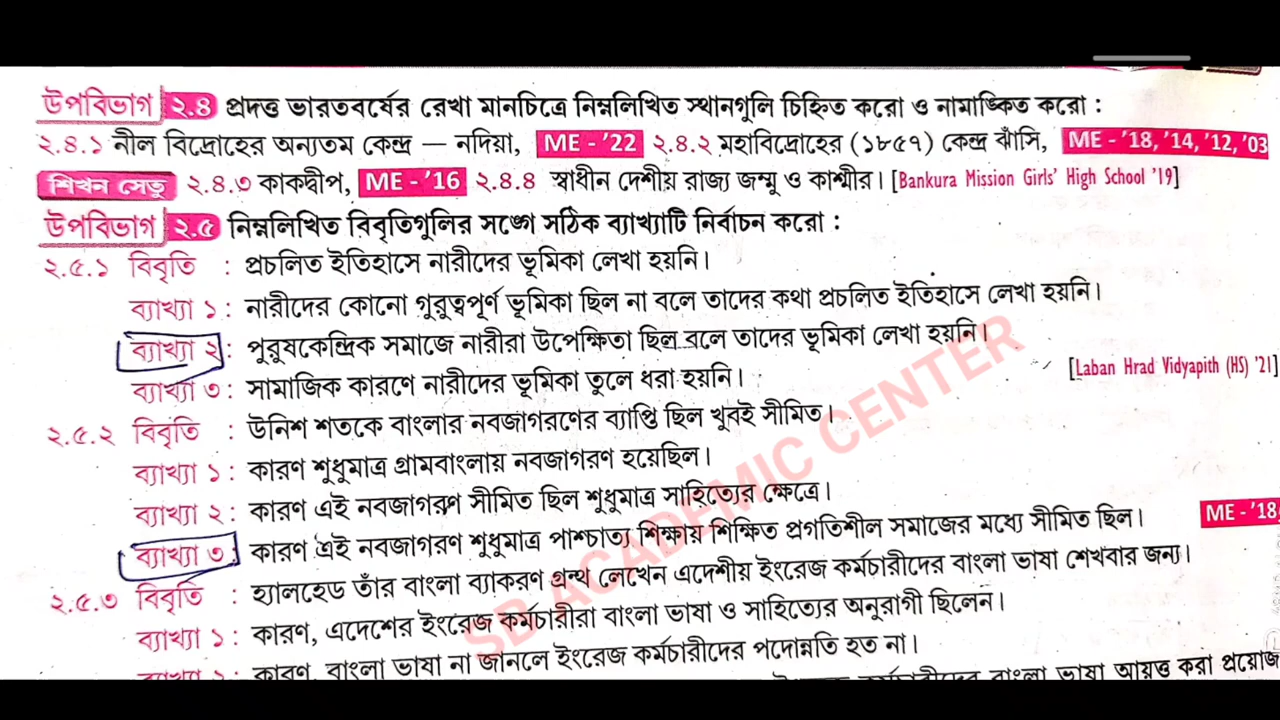 উপবিভাগ ২.৪ প্রদত্ত ভারতবর্ষের রেখা মানচিত্রে নিম্নলিখিত স্থানগুলি চিহ্নিত করো ও নামাঙ্কিত করো :
২.৪.১ নীল বিদ্রোহের অন্যতম কেন্দ্র — নদিয়া, ME - '22 ২.৪.২ মহাবিদ্রোহের (১৮৫৭) কেন্দ্র ঝাঁসি, ME - '18, '14, '12, '03
শিখন সেতু ২.৪.৩ কাকদ্বীপ, ME - '16 ২.৪.৪ স্বাধীন দেশীয় রাজ্য জম্মু ও কাশ্মীর। [Bankura Mission Girls' High School '19]
উপবিভাগ ২.৫ নিম্নলিখিত বিবৃতিগুলির সঙ্গে সঠিক ব্যাখ্যাটি নির্বাচন করো :
২.৫.১ বিবৃতি : প্রচলিত ইতিহাসে নারীদের ভূমিকা লেখা হয়নি।
ব্যাখ্যা ১ : নারীদের কোনো গুরুত্বপূর্ণ ভূমিকা ছিল না বলে তাদের কথা প্রচলিত ইতিহাসে লেখা হয়নি।
ব্যাখ্যা ২ : পুরুষকেন্দ্রিক সমাজে নারীরা উপেক্ষিতা ছিল বলে তাদের ভূমিকা লেখা হয়নি।
ব্যাখ্যা ৩ : সামাজিক কারণে নারীদের ভূমিকা তুলে ধরা হয়নি। [Laban Hrad Vidyapith (HS) '21]
২.৫.২ বিবৃতি : উনিশ শতকে বাংলার নবজাগরণের ব্যাপ্তি ছিল খুবই সীমিত।
ব্যাখ্যা ১ : কারণ শুধুমাত্র গ্রামবাংলায় নবজাগরণ হয়েছিল।
ব্যাখ্যা ২ : কারণ এই নবজাগরণ সীমিত ছিল শুধুমাত্র সাহিত্যের ক্ষেত্রে।
ব্যাখ্যা ৩ : কারণ এই নবজাগরণ শুধুমাত্র পাশ্চাত্য শিক্ষায় শিক্ষিত প্রগতিশীল সমাজের মধ্যে সীমিত ছিল। ME - '18
২.৫.৩ বিবৃতি : হ্যালহেড তাঁর বাংলা ব্যাকরণ গ্রন্থ লেখেন এদেশীয় ইংরেজ কর্মচারীদের বাংলা ভাষা শেখবার জন্য।
ব্যাখ্যা ১ : কারণ, এদেশের ইংরেজ কর্মচারীরা বাংলা ভাষা ও সাহিত্যের অনুরাগী ছিলেন।
ব্যাখ্যা ২ : কারণ, বাংলা ভাষা না জানলে ইংরেজ কর্মচারীদের পদোন্নতি হত না।
কর্মচারীদের বাংলা ভাষা আয়ত্ত করা প্রয়োজ
SB ACADEMIC CENTER